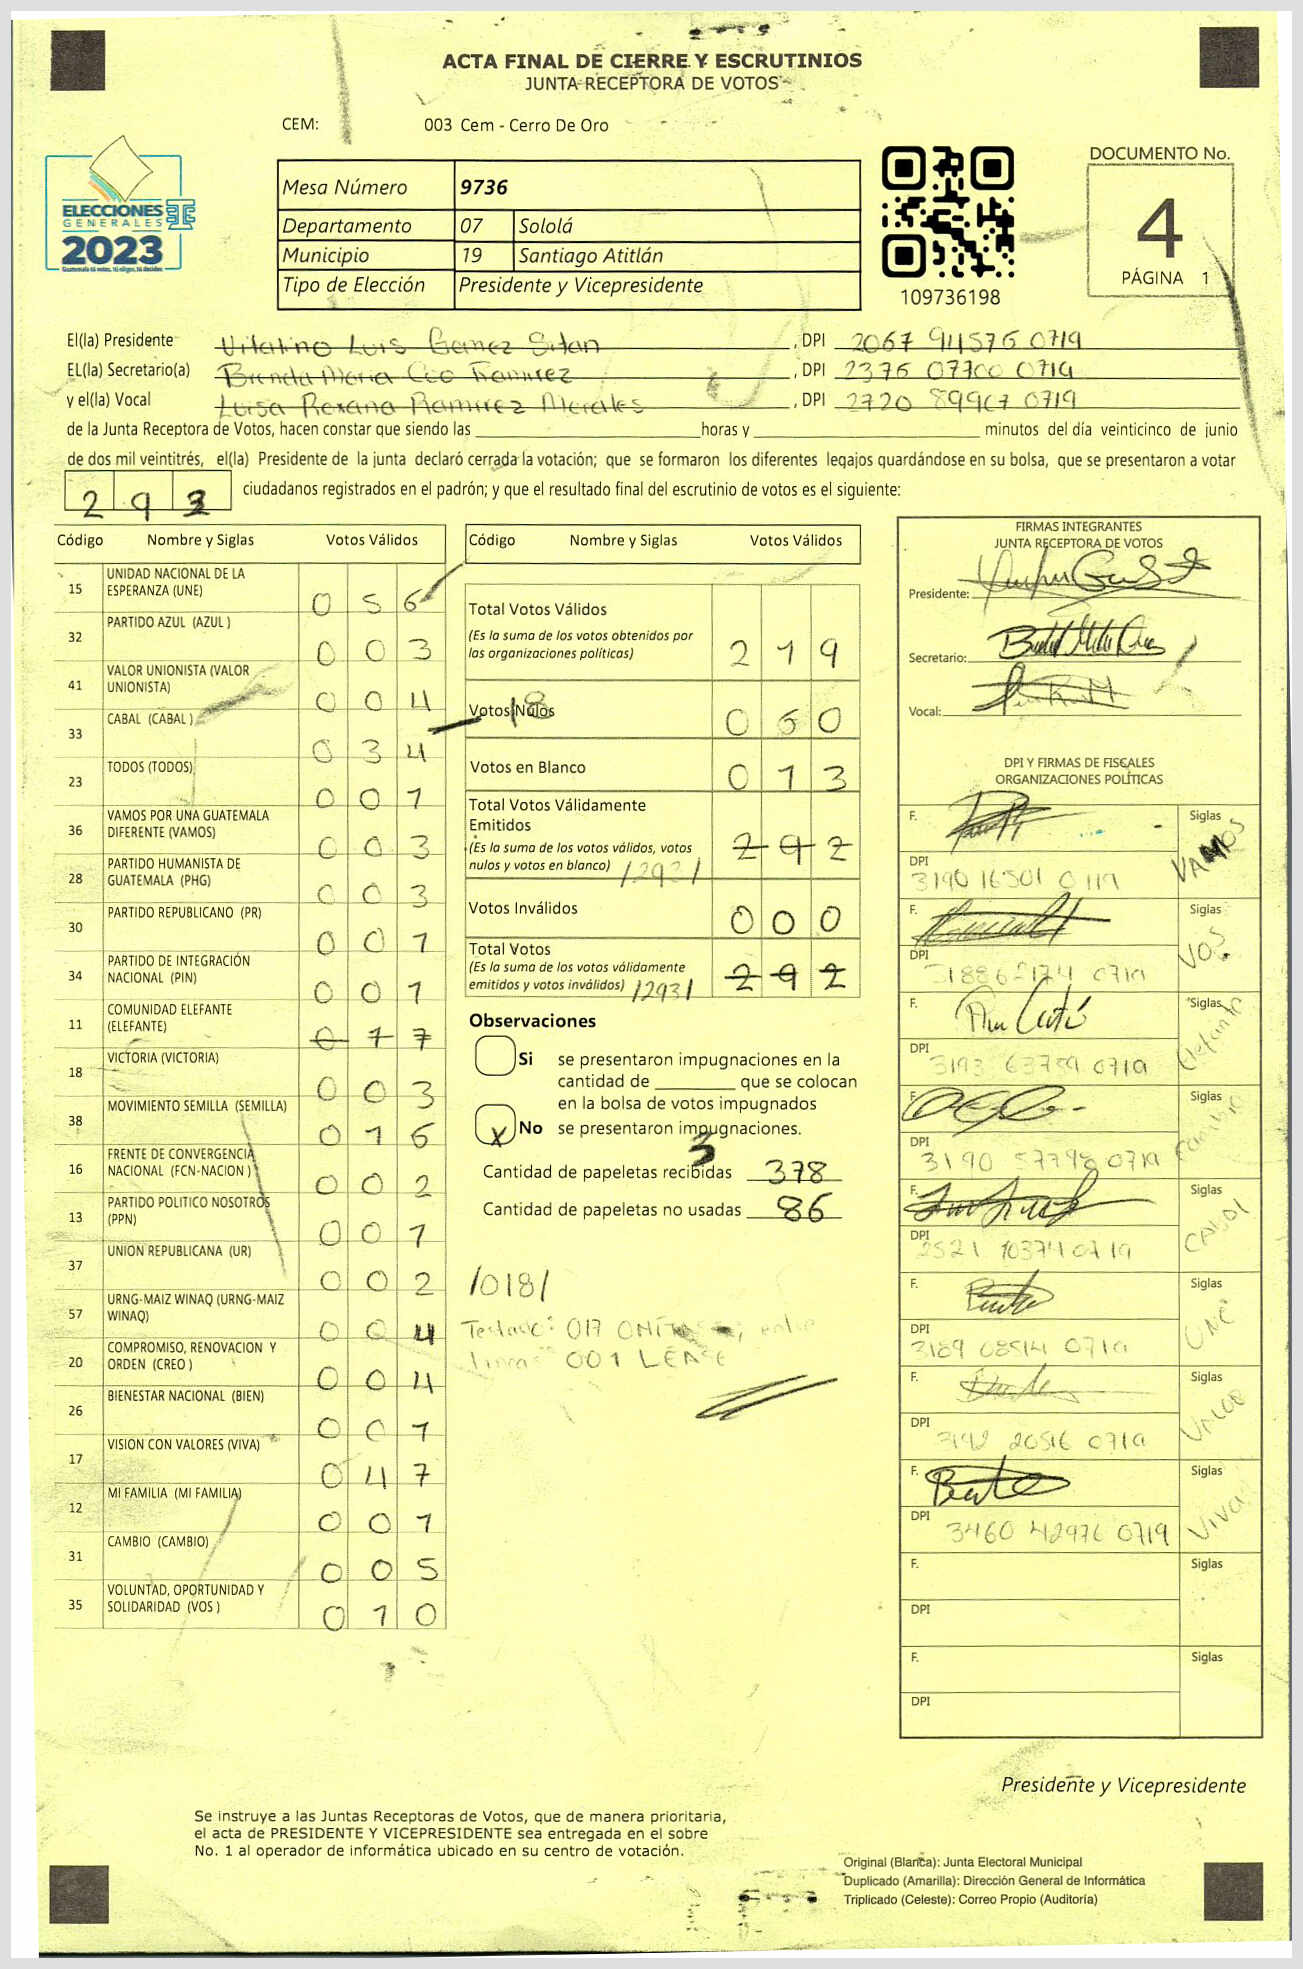 ACTA FINAL DE CIERRE Y ESCRUTINIOS
JUNTA RECEPTORA DE VOTOS
CEM: 003 Cem - Cerro De Oro
ELECCIONES
GENERALES
2023
Mesa Número 9736
Departamento 07 Sololá
Municipio 19 Santiago Atitlán
Tipo de Elección Presidente y Vicepresidente
109736198
DOCUMENTO No.
4
PÁGINA 1
El(la) Presidente Luis Gomez , DPI 2067 0719
EL(la) Secretario(a) Brenda Maria Ramirez , DPI 2376 07700 0719
y el(la) Vocal Luisa Roxana Ramirez Morales , DPI 2720 89967 0719
de la Junta Receptora de Votos, hacen constar que siendo las horas y minutos del día veinticinco de junio
de dos mil veintitrés, el(la) Presidente de la junta declaró cerrada la votación; que se formaron los diferentes legajos quardándose en su bolsa, que se presentaron a votar
2 9 3 ciudadanos registrados en el padrón; y que el resultado final del escrutinio de votos es el siguiente:
Código Nombre y Siglas Votos Válidos
15 UNIDAD NACIONAL DE LA ESPERANZA (UNE) 0 5 6
32 PARTIDO AZUL (AZUL ) 0 0 3
41 VALOR UNIONISTA (VALOR UNIONISTA) 0 0 4
33 CABAL (CABAL ) 0 3 4
23 TODOS (TODOS) 0 0 1
36 VAMOS POR UNA GUATEMALA DIFERENTE (VAMOS) 0 0 3
28 PARTIDO HUMANISTA DE GUATEMALA (PHG) 0 0 3
30 PARTIDO REPUBLICANO (PR) 0 0 1
34 PARTIDO DE INTEGRACIÓN NACIONAL (PIN) 0 0 1
11 COMUNIDAD ELEFANTE (ELEFANTE) 0 1 7
18 VICTORIA (VICTORIA) 0 0 3
38 MOVIMIENTO SEMILLA (SEMILLA) 0 1 6
16 FRENTE DE CONVERGENCIA NACIONAL (FCN-NACION ) 0 0 2
13 PARTIDO POLITICO NOSOTROS (PPN) 0 0 1
37 UNION REPUBLICANA (UR) 0 0 2
57 URNG-MAIZ WINAQ (URNG-MAIZ WINAQ) 0 0 4
20 COMPROMISO, RENOVACION Y ORDEN (CREO ) 0 0 4
26 BIENESTAR NACIONAL (BIEN) 0 0 1
17 VISION CON VALORES (VIVA) 0 4 7
12 MI FAMILIA (MI FAMILIA) 0 0 1
31 CAMBIO (CAMBIO) 0 0 5
35 VOLUNTAD, OPORTUNIDAD Y SOLIDARIDAD (VOS ) 0 1 0
Código Nombre y Siglas Votos Válidos
Total Votos Válidos
(Es la suma de los votos obtenidos por las organizaciones políticas) 2 1 9
18
Votos Nulos 0 6 0
Votos en Blanco 0 1 3
Total Votos Válidamente Emitidos
(Es la suma de los votos válidos, votos nulos y votos en blanco) /293/ 2 9 2
Votos Inválidos 0 0 0
Total Votos
(Es la suma de los votos válidamente emitidos y votos inválidos) /293/ 2 9 2
Observaciones
Si se presentaron impugnaciones en la
cantidad de que se colocan
en la bolsa de votos impugnados
X No se presentaron impugnaciones.
3
Cantidad de papeletas recibidas 378
Cantidad de papeletas no usadas 86
/018/
Testado: 017 entre
lineas 001 LEASE
FIRMAS INTEGRANTES
JUNTA RECEPTORA DE VOTOS
Presidente:
Secretario:
Vocal:
DPI Y FIRMAS DE FISCALES
ORGANIZACIONES POLÍTICAS
F. Siglas VAMOS
DPI 3190 16501 0719
F. Siglas VOS
DPI 0719
F. Siglas Elefante
DPI 3193 63759 0719
F. Siglas Cambio
DPI 3190 57798 0719
F. Siglas CABAL
DPI 2521 10374 0719
F. Siglas UNE
DPI 3189 08514 0719
F. Siglas VALOR
DPI 3192 20516 0719
F. Siglas VIVA
DPI 3460 42976 0719
F. Siglas
DPI
F. Siglas
DPI
Presidente y Vicepresidente
Se instruye a las Juntas Receptoras de Votos, que de manera prioritaria,
el acta de PRESIDENTE Y VICEPRESIDENTE sea entregada en el sobre
No. 1 al operador de informática ubicado en su centro de votación.
Original (Blanca): Junta Electoral Municipal
Duplicado (Amarilla): Dirección General de Informática
Triplicado (Celeste): Correo Propio (Auditoría)